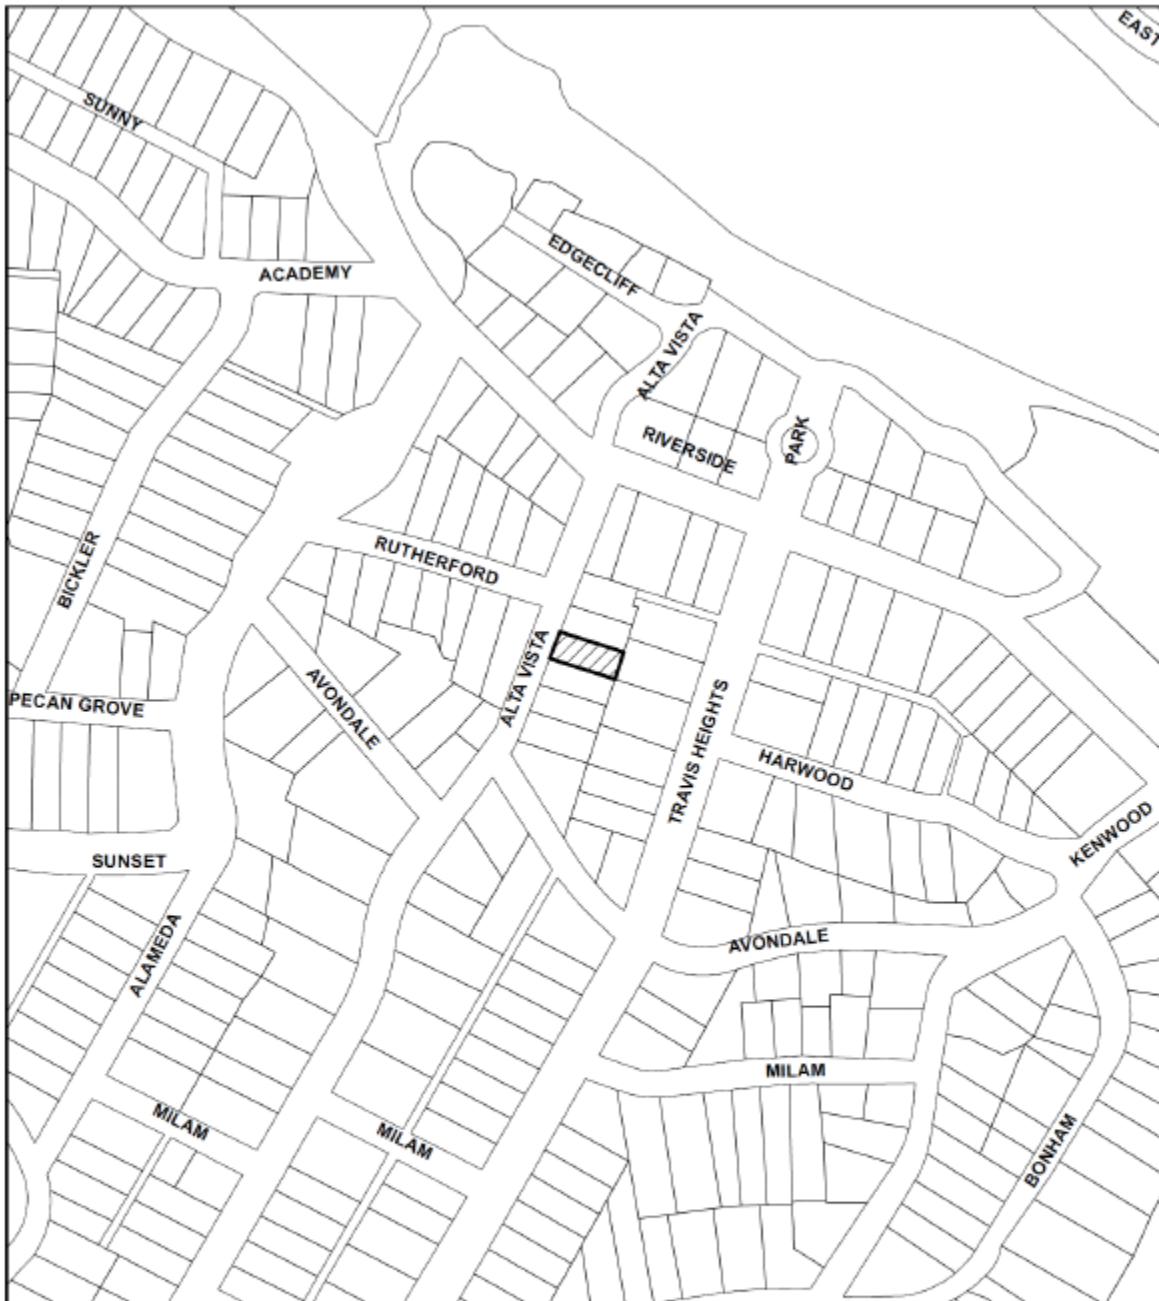 EAST
SUNNY
EDGECLIFF
ACADEMY
ALTA VISTA
RIVERSIDE
PARK
RUTHERFORD
BICKLER
ALTA VISTA
AVONDALE
PECAN GROVE
TRAVIS HEIGHTS
HARWOOD
KENWOOD
SUNSET
ALAMEDA
AVONDALE
MILAM
MILAM
MILAM
BONHAM